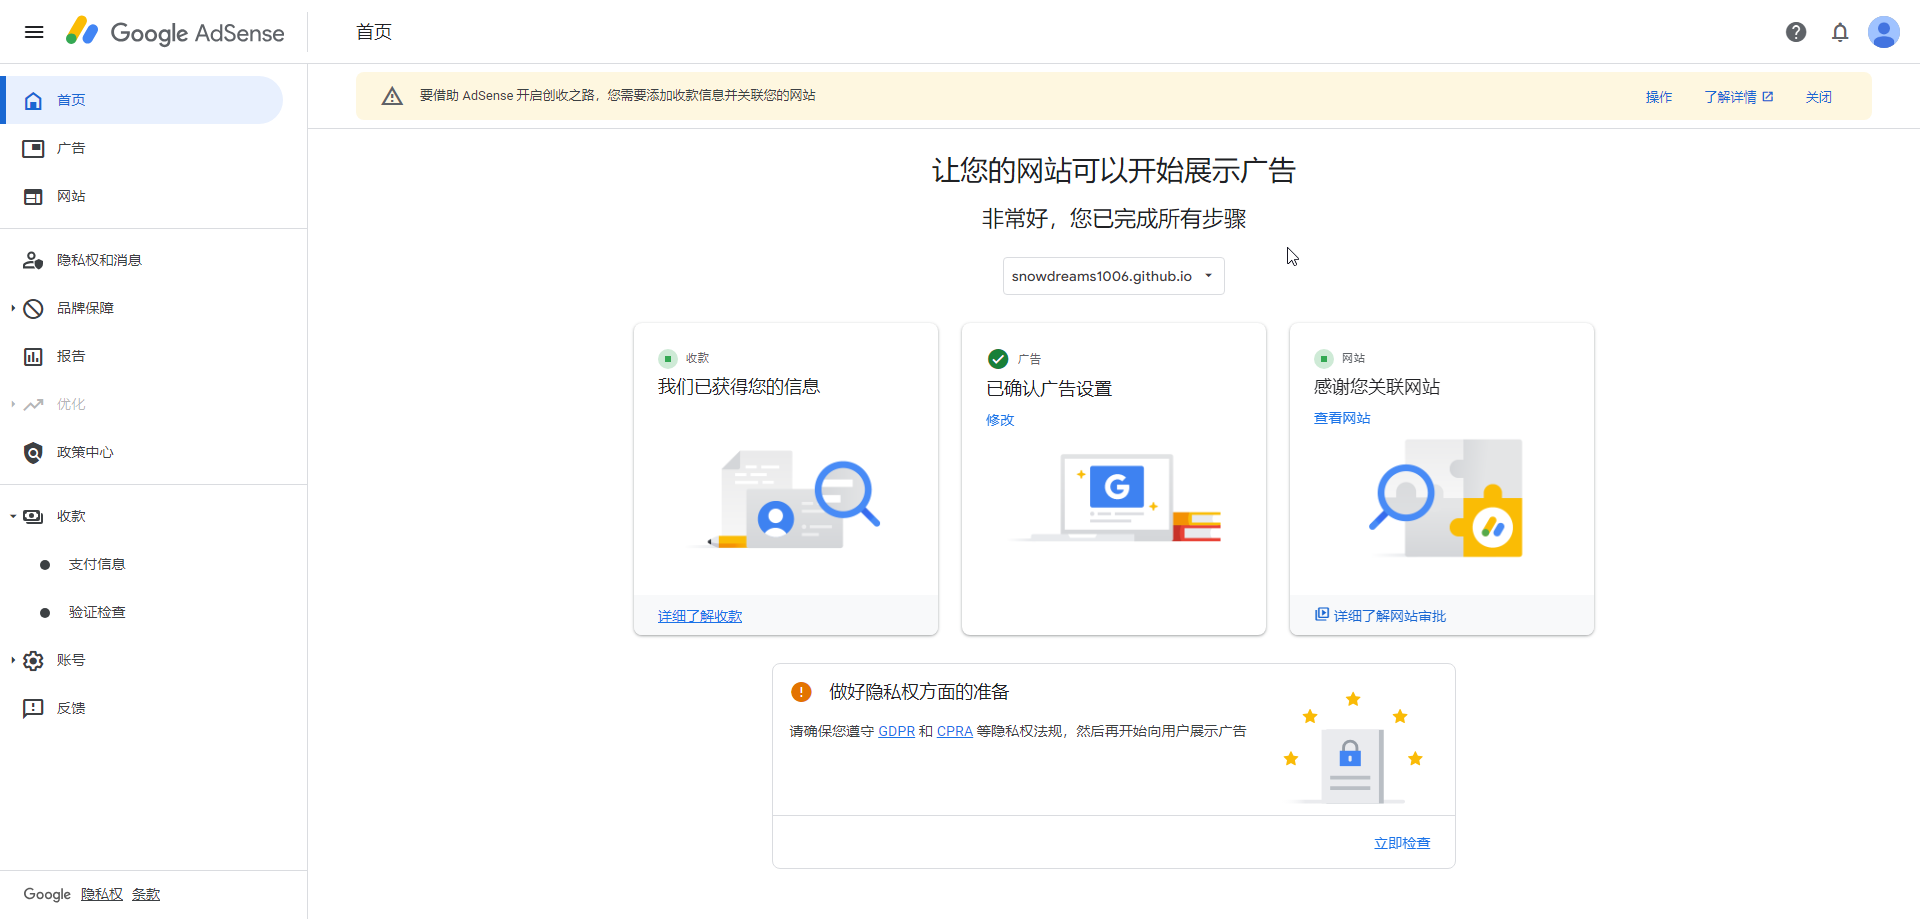 Google AdSense
首页
要借助 AdSense 开启创收之路，您需要添加收款信息并关联您的网站
操作
了解详情
关闭
首页
广告
网站
隐私权和消息
品牌保障
报告
优化
政策中心
收款
支付信息
验证检查
账号
反馈
Google 隐私权 条款
让您的网站可以开始展示广告
非常好，您已完成所有步骤
snowdreams1006.github.io
收款
我们已获得您的信息
详细了解收款
广告
已确认广告设置
修改
G
网站
感谢您关联网站
查看网站
详细了解网站审批
做好隐私权方面的准备
请确保您遵守 GDPR 和 CPRA 等隐私权法规，然后再开始向用户展示广告
立即检查